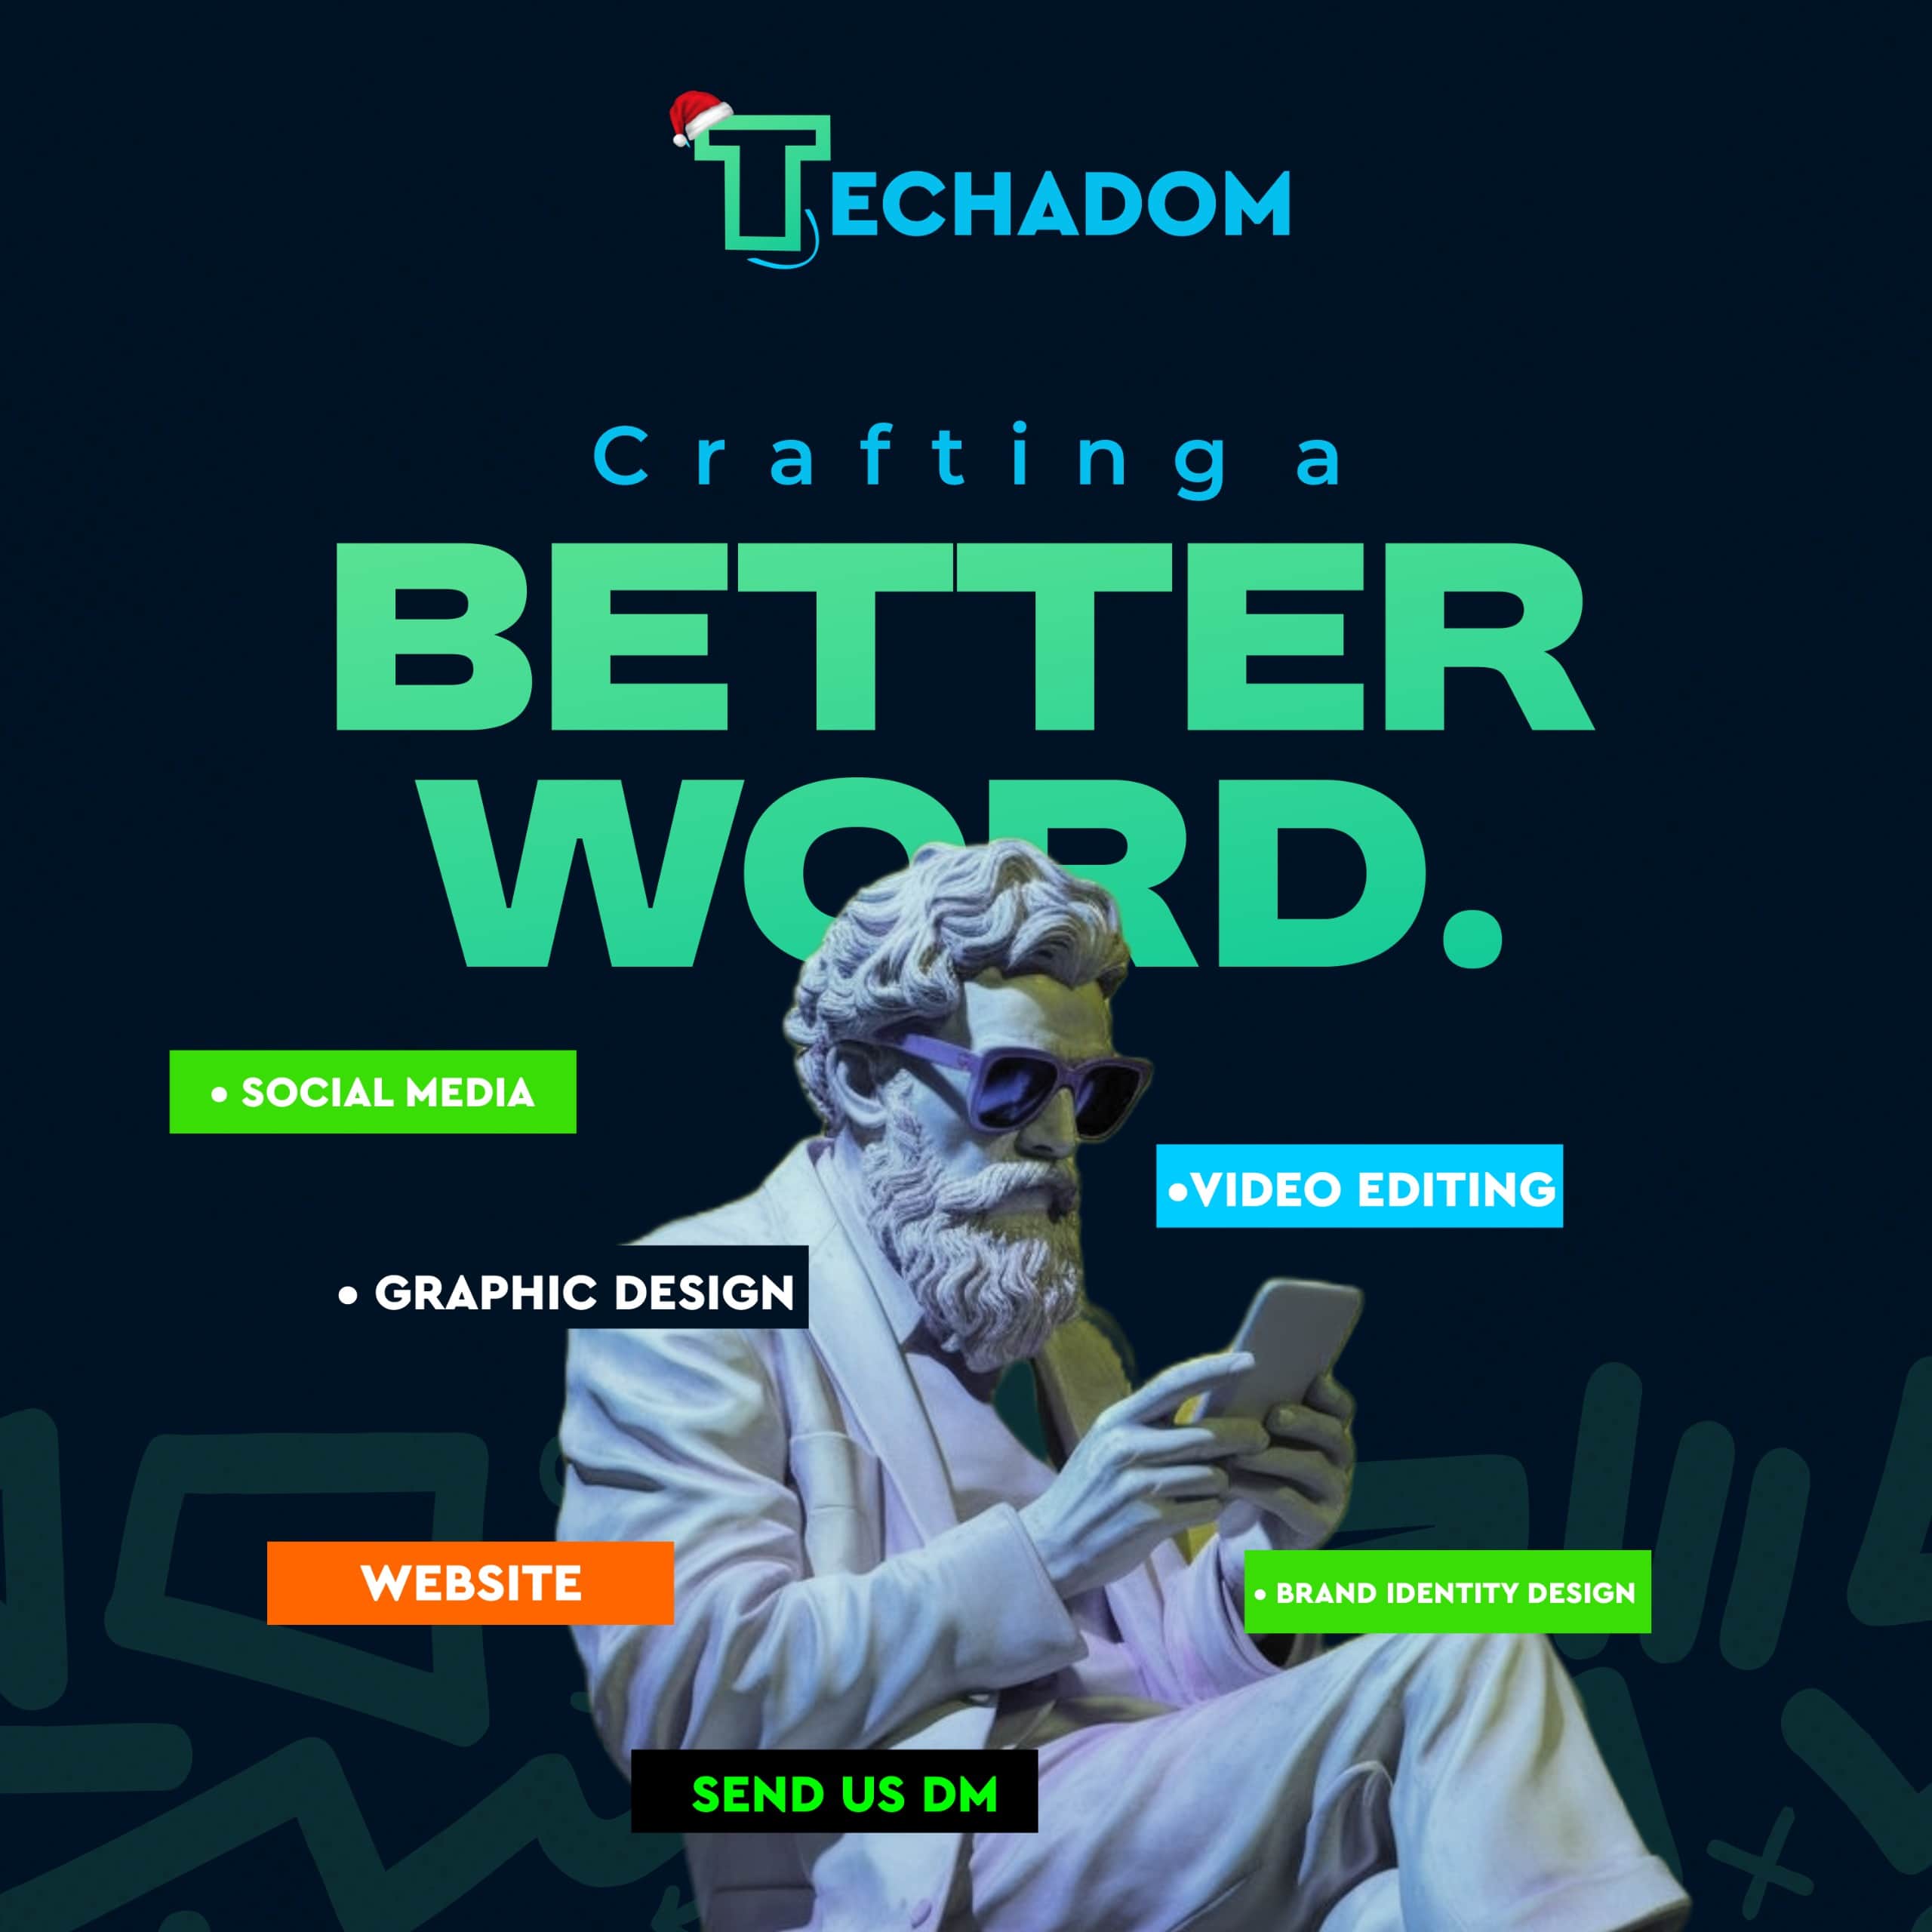 TECHADOM
Crafting a
BETTER
WORD.
• SOCIAL MEDIA
•VIDEO EDITING
• GRAPHIC DESIGN
WEBSITE
• BRAND IDENTITY DESIGN
SEND US DM